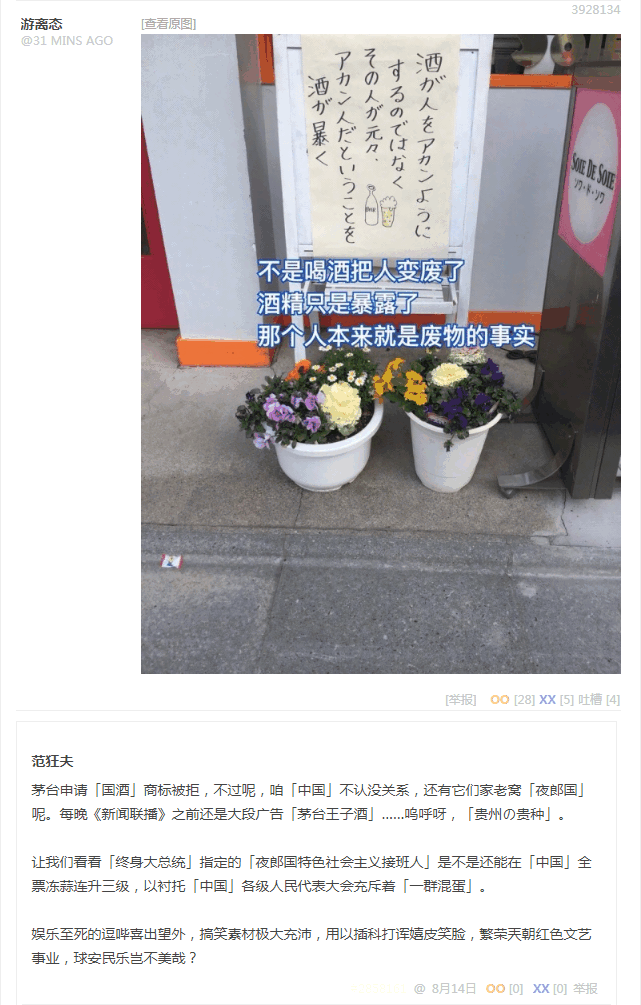 3928134
游离态
@31 MINS AGO
[查看原图]
酒が人をアカンように
するのではなく
その人が元々、
アカン人だということを
酒が暴く
SOIE DE SOIE
ソワ・ド・ソワ
不是喝酒把人变废了
酒精只是暴露了
那个人本来就是废物的事实
[举报] OO [28] XX [5] 吐槽 [4]
范狂夫
茅台申请「国酒」商标被拒，不过呢，咱「中国」不认没关系，还有它们家老窝「夜郎国」
呢。每晚《新闻联播》之前还是大段广告「茅台王子酒」……呜呼呀，「贵州の贵种」。
让我们看看「终身大总统」指定的「夜郎国特色社会主义接班人」是不是还能在「中国」全
票冻蒜连升三级，以衬托「中国」各级人民代表大会充斥着「一群混蛋」。
娱乐至死的逗哔喜出望外，搞笑素材极大充沛，用以插科打诨嬉皮笑脸，繁荣兲朝红色文艺
事业，球安民乐岂不美哉？
@ 8月14日 OO [0] XX [0] 举报